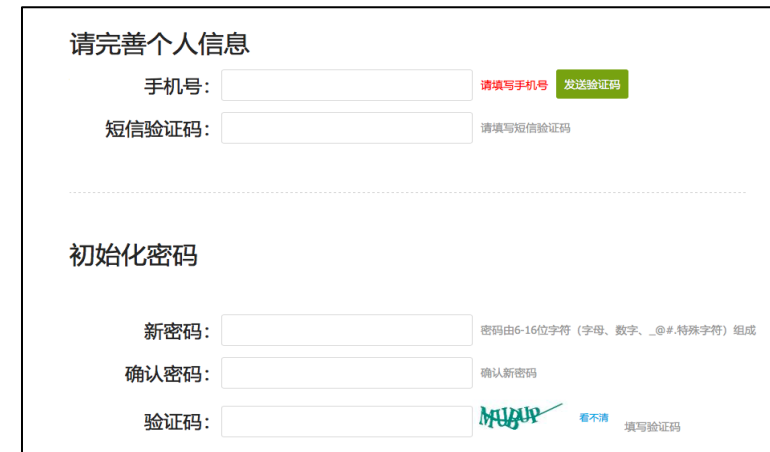 请完善个人信息
手机号： 请填写手机号 发送验证码
短信验证码： 请填写短信验证码
初始化密码
新密码： 密码由6-16位字符（字母、数字、_@#.特殊字符）组成
确认密码： 确认新密码
验证码： 看不清 填写验证码